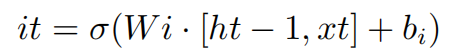 it = σ(Wi · [ht − 1, xt] + b_i)